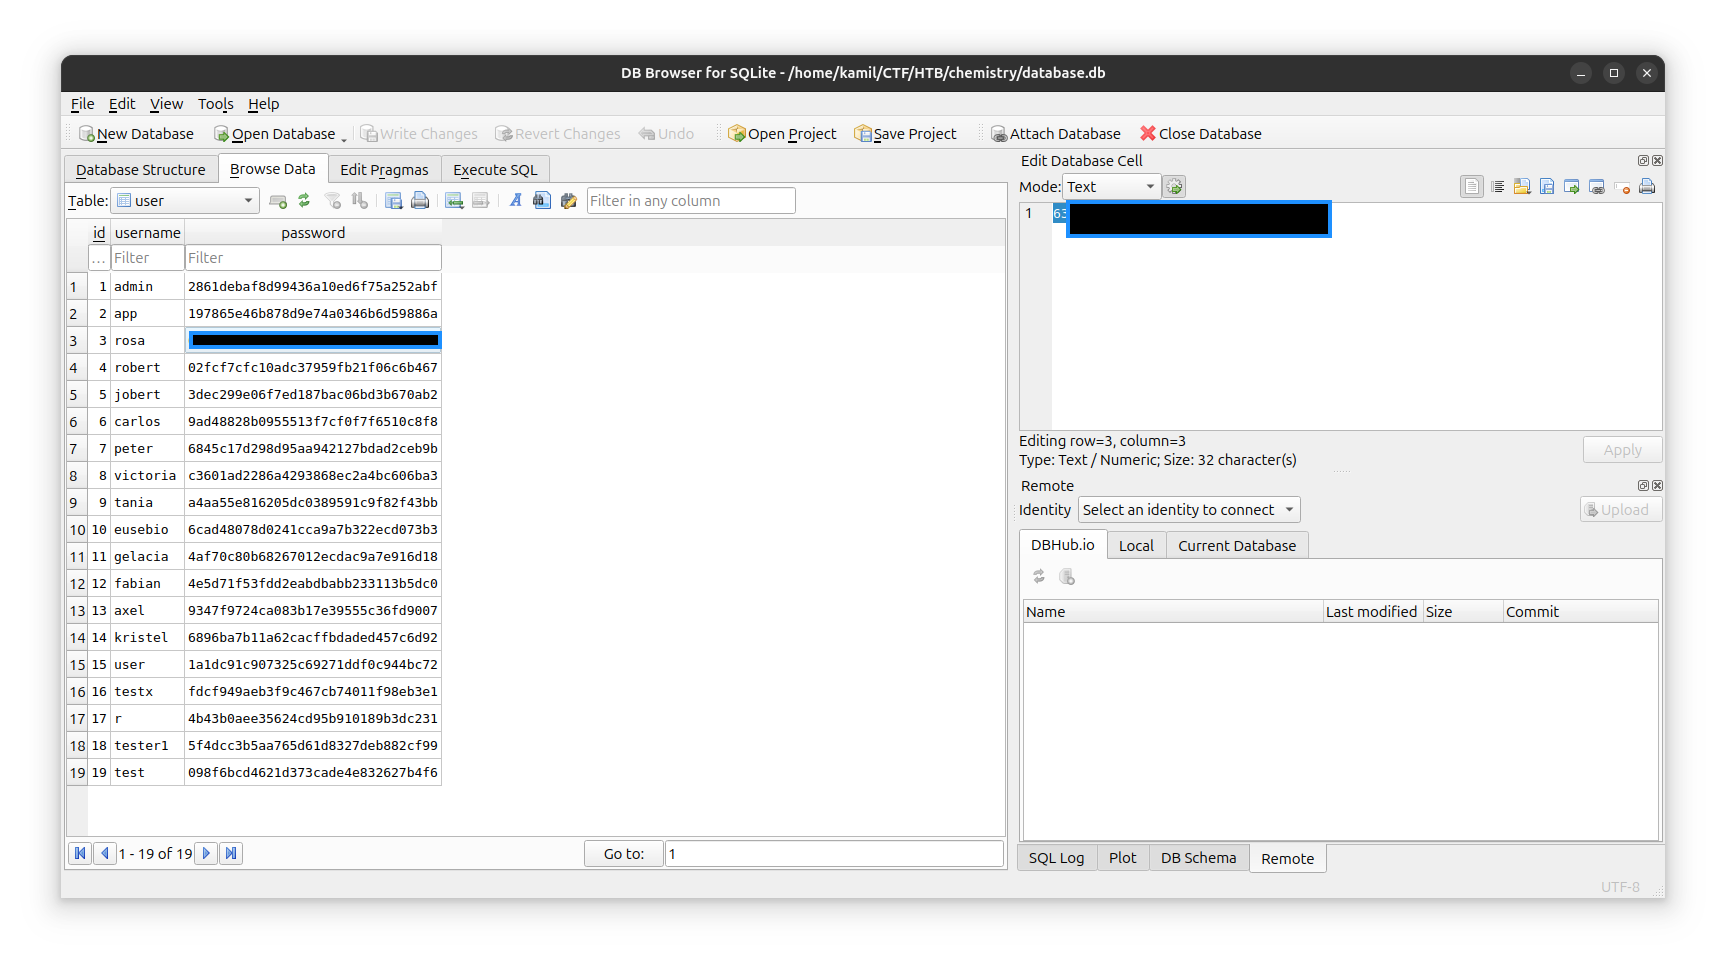 DB Browser for SQLite - /home/kamil/CTF/HTB/chemistry/database.db
File Edit View Tools Help
New Database Open Database Write Changes Revert Changes Undo Open Project Save Project Attach Database Close Database
Database Structure Browse Data Edit Pragmas Execute SQL
Table: user Filter in any column
id username password
... Filter Filter
1 1 admin 2861debaf8d99436a10ed6f75a252abf
2 2 app 197865e46b878d9e74a0346b6d59886a
3 3 rosa
4 4 robert 02fcf7cfc10adc37959fb21f06c6b467
5 5 jobert 3dec299e06f7ed187bac06bd3b670ab2
6 6 carlos 9ad48828b0955513f7cf0f7f6510c8f8
7 7 peter 6845c17d298d95aa942127bdad2ceb9b
8 8 victoria c3601ad2286a4293868ec2a4bc606ba3
9 9 tania a4aa55e816205dc0389591c9f82f43bb
10 10 eusebio 6cad48078d0241cca9a7b322ecd073b3
11 11 gelacia 4af70c80b68267012ecdac9a7e916d18
12 12 fabian 4e5d71f53fdd2eabdbabb233113b5dc0
13 13 axel 9347f9724ca083b17e39555c36fd9007
14 14 kristel 6896ba7b11a62cacffbdaded457c6d92
15 15 user 1a1dc91c907325c69271ddf0c944bc72
16 16 testx fdcf949aeb3f9c467cb74011f98eb3e1
17 17 r 4b43b0aee35624cd95b910189b3dc231
18 18 tester1 5f4dcc3b5aa765d61d8327deb882cf99
19 19 test 098f6bcd4621d373cade4e832627b4f6
1 - 19 of 19 Go to: 1
Edit Database Cell
Mode: Text
1 63
Editing row=3, column=3
Type: Text / Numeric; Size: 32 character(s)
Apply
Remote
Identity Select an identity to connect Upload
DBHub.io Local Current Database
Name Last modified Size Commit
SQL Log Plot DB Schema Remote
UTF-8